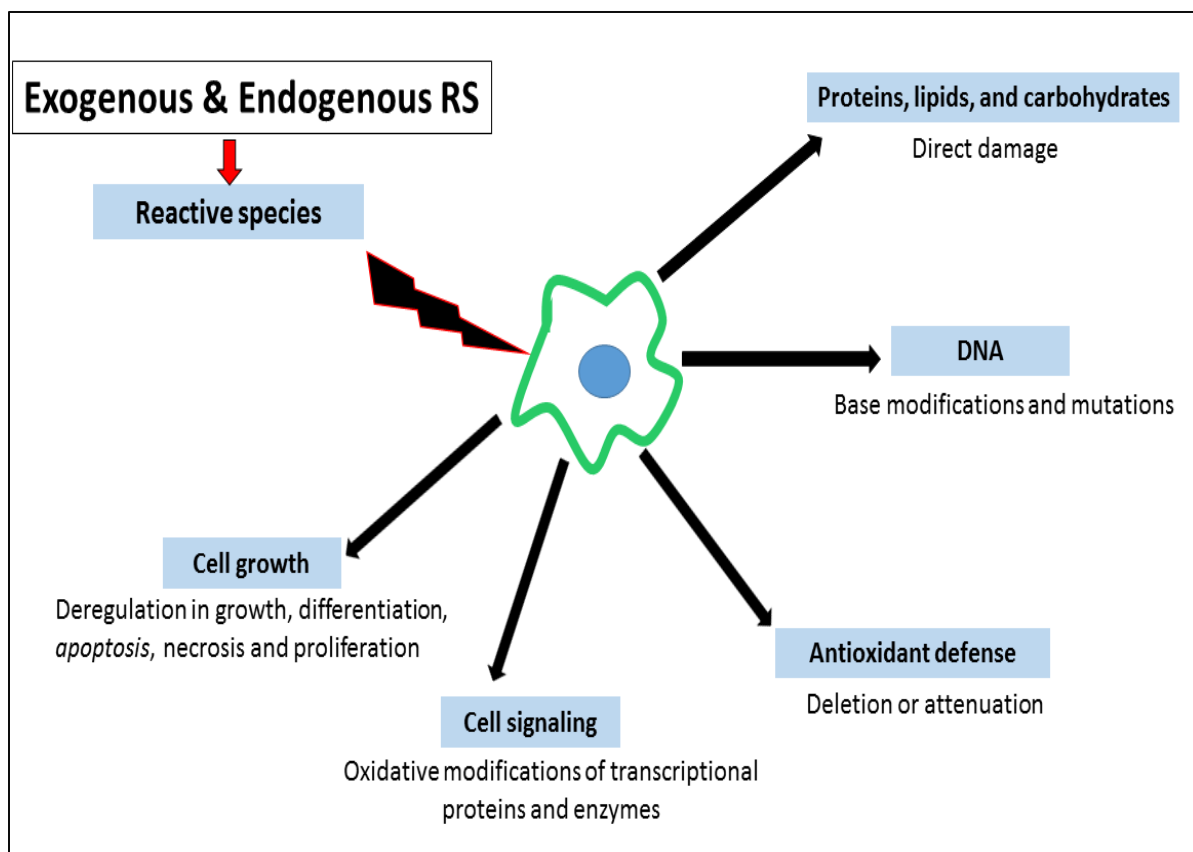 Exogenous & Endogenous RS
Reactive species
Proteins, lipids, and carbohydrates
Direct damage
DNA
Base modifications and mutations
Cell growth
Deregulation in growth, differentiation,
apoptosis, necrosis and proliferation
Antioxidant defense
Deletion or attenuation
Cell signaling
Oxidative modifications of transcriptional
proteins and enzymes